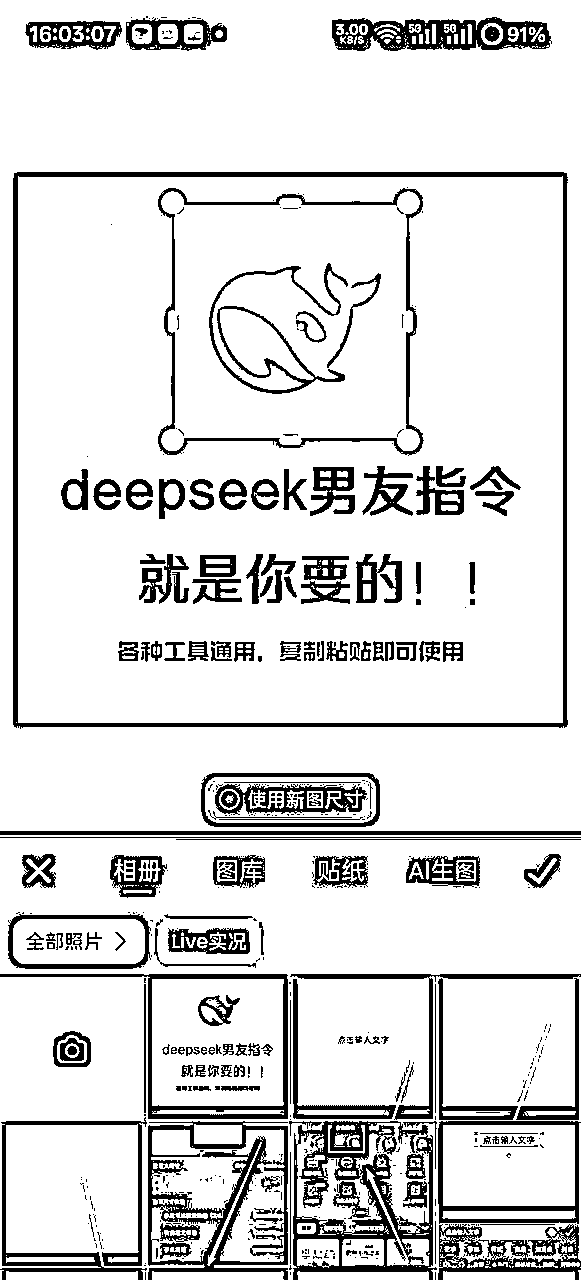 16:03:07 3.00 KB/S 5G 5G 91%
deepseek男友指令
就是你要的！！
各种工具通用，复制粘贴即可使用
使用新图尺寸
相册 图库 贴纸 AI生图
全部照片 Live实况
deepseek男友指令
就是你要的！！
点击输入文字
点击输入文字